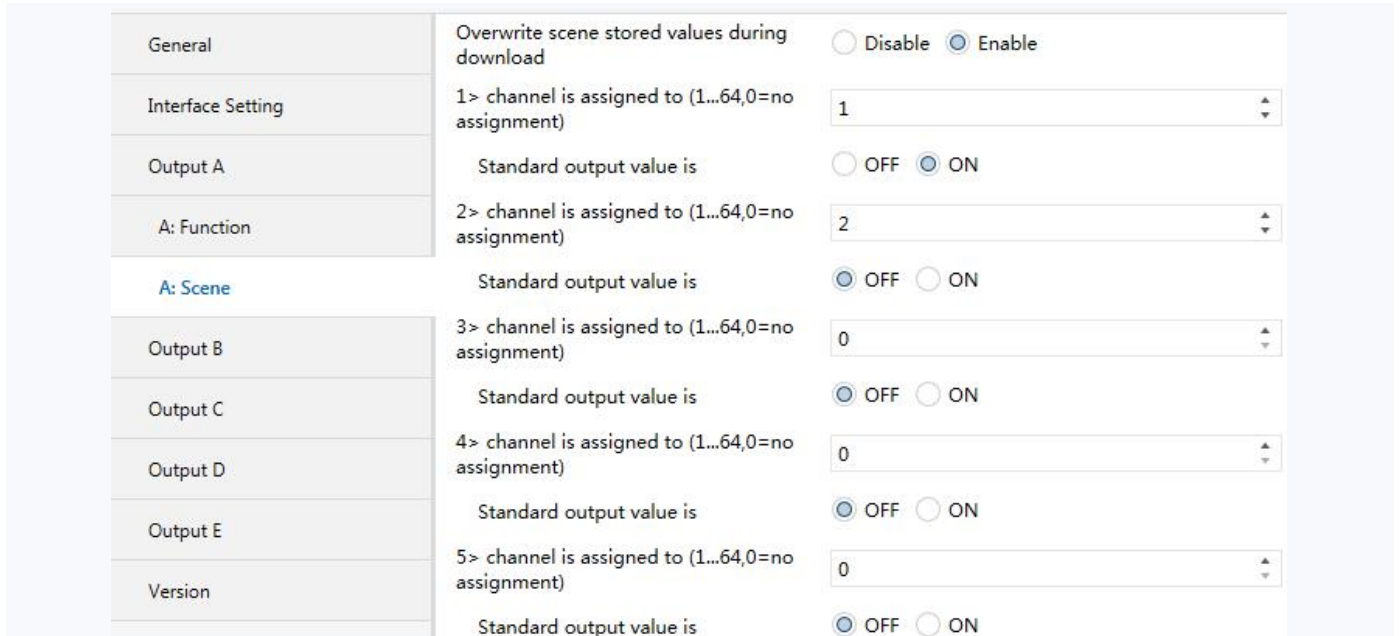 General
Interface Setting
Output A
A: Function
A: Scene
Output B
Output C
Output D
Output E
Version
Overwrite scene stored values during
download
Disable Enable
1> channel is assigned to (1...64,0=no
assignment)
1
Standard output value is
OFF ON
2> channel is assigned to (1...64,0=no
assignment)
2
Standard output value is
OFF ON
3> channel is assigned to (1...64,0=no
assignment)
0
Standard output value is
OFF ON
4> channel is assigned to (1...64,0=no
assignment)
0
Standard output value is
OFF ON
5> channel is assigned to (1...64,0=no
assignment)
0
Standard output value is
OFF ON